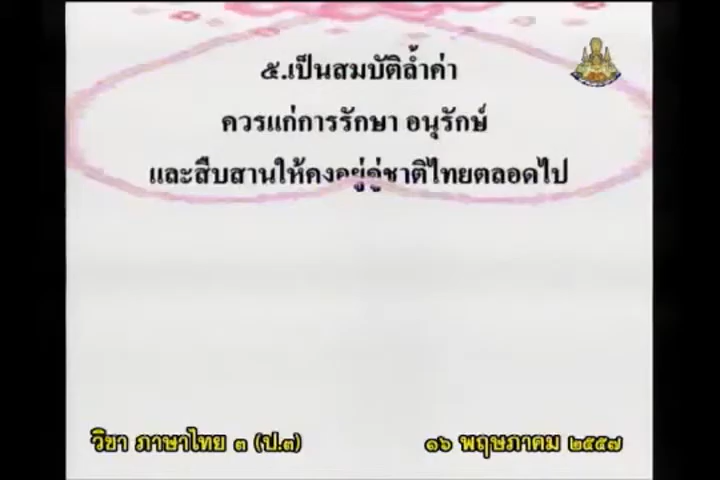 ๕.เป็นสมบัติล้ำค่า
ควรแก่การรักษา อนุรักษ์
และสืบสานให้คงอยู่คู่ชาติไทยตลอดไป
วิชา ภาษาไทย ๓ (ป.๓)
๑๖ พฤษภาคม ๒๕๕๗